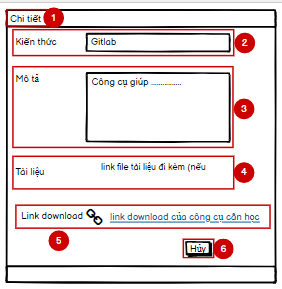 Chi tiết 1
Kiến thức Gitlab 2
Mô tả Công cụ giúp .............. 3
Tài liệu link file tài liệu đi kèm (nếu 4
Link download link download của công cụ cần học
5
Hủy 6